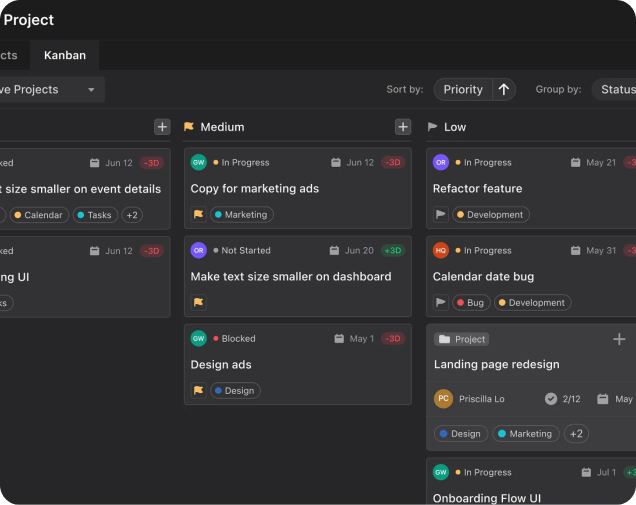 Project
cts Kanban
ve Projects Sort by: Priority Group by: Status
ked Jun 12 -3D
t size smaller on event details
Calendar Tasks +2
ked Jun 12 -3D
ng UI
ks
Medium
GW In Progress Jun 12 -3D
Copy for marketing ads
Marketing
OR Not Started Jun 20 +3D
Make text size smaller on dashboard
GW Blocked May 1 -3D
Design ads
Design
Low
OR In Progress May 21 -3
Refactor feature
Development
HQ In Progress May 31 -3
Calendar date bug
Bug Development
Project
Landing page redesign
PC Priscilla Lo 2/12 May
Design Marketing +2
GW In Progress Jul 1 +3
Onboarding Flow UI